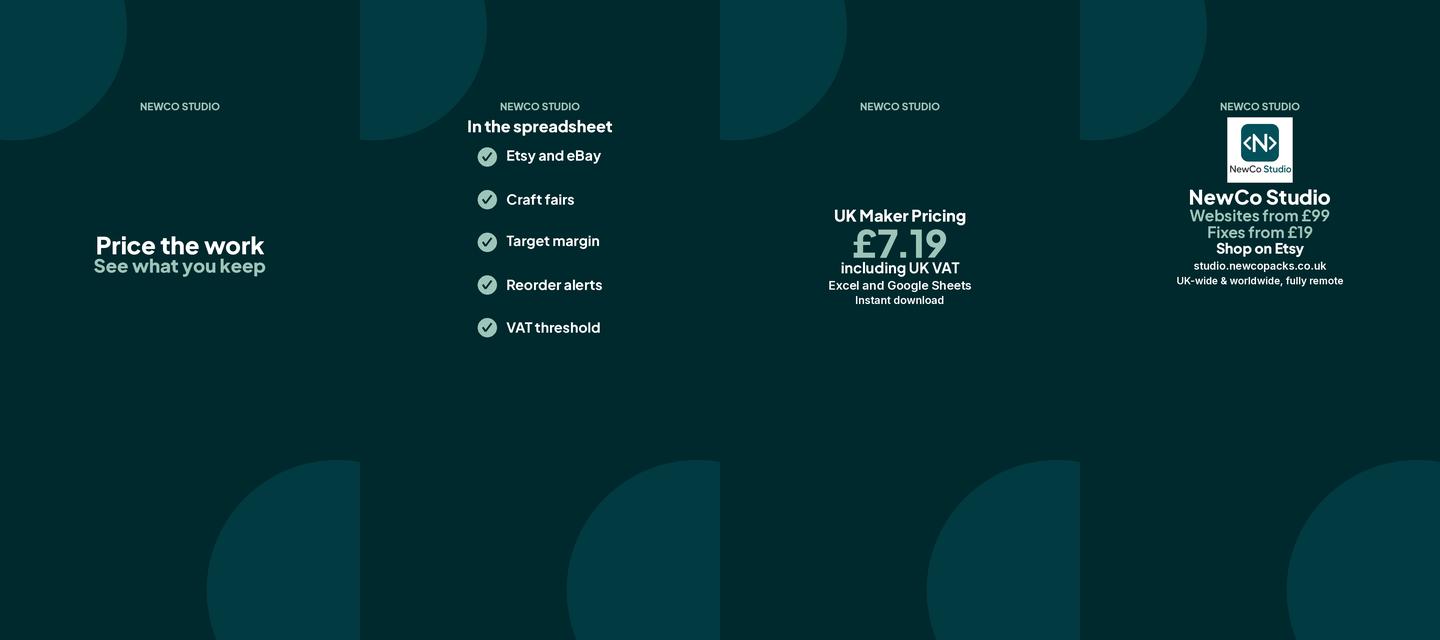 NEWCO STUDIO
Price the work
See what you keep
NEWCO STUDIO
In the spreadsheet
Etsy and eBay
Craft fairs
Target margin
Reorder alerts
VAT threshold
NEWCO STUDIO
UK Maker Pricing
£7.19
including UK VAT
Excel and Google Sheets
Instant download
NEWCO STUDIO
<N>
NewCo Studio
NewCo Studio
Websites from £99
Fixes from £19
Shop on Etsy
studio.newcopacks.co.uk
UK-wide & worldwide, fully remote